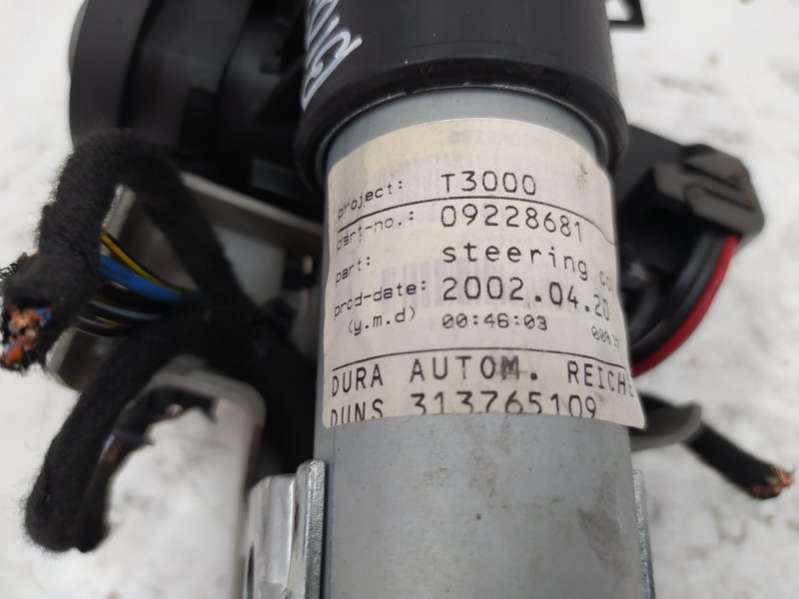 project: T3000
part-no.: 09228681
part: steering
prod-date: 2002.04.20
(y.m.d) 00:46:03
DURA AUTOM. REICHE
DUNS 313765109